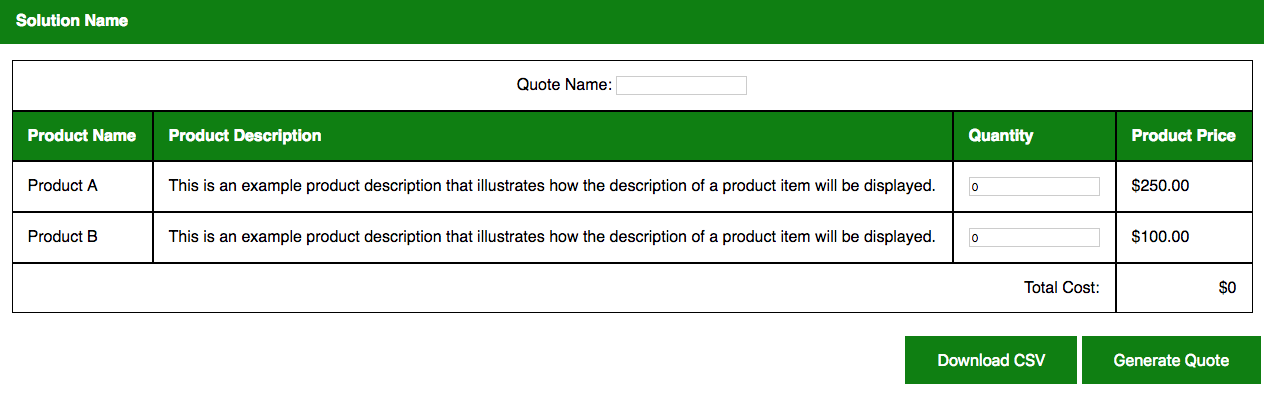 Solution Name
Quote Name:
Product Name Product Description Quantity Product Price
Product A This is an example product description that illustrates how the description of a product item will be displayed. 0 $250.00
Product B This is an example product description that illustrates how the description of a product item will be displayed. 0 $100.00
Total Cost: $0
Download CSV Generate Quote